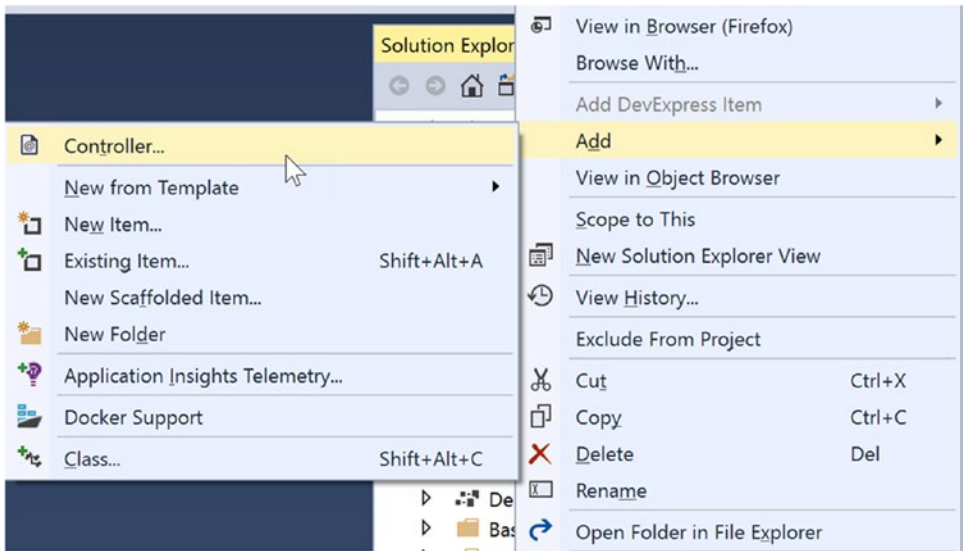 Solution Explor
Controller...
New from Template
New Item...
Existing Item... Shift+Alt+A
New Scaffolded Item...
New Folder
Application Insights Telemetry...
Docker Support
Class... Shift+Alt+C
De
Bas
View in Browser (Firefox)
Browse With...
Add DevExpress Item
Add
View in Object Browser
Scope to This
New Solution Explorer View
View History...
Exclude From Project
Cut Ctrl+X
Copy Ctrl+C
Delete Del
Rename
Open Folder in File Explorer